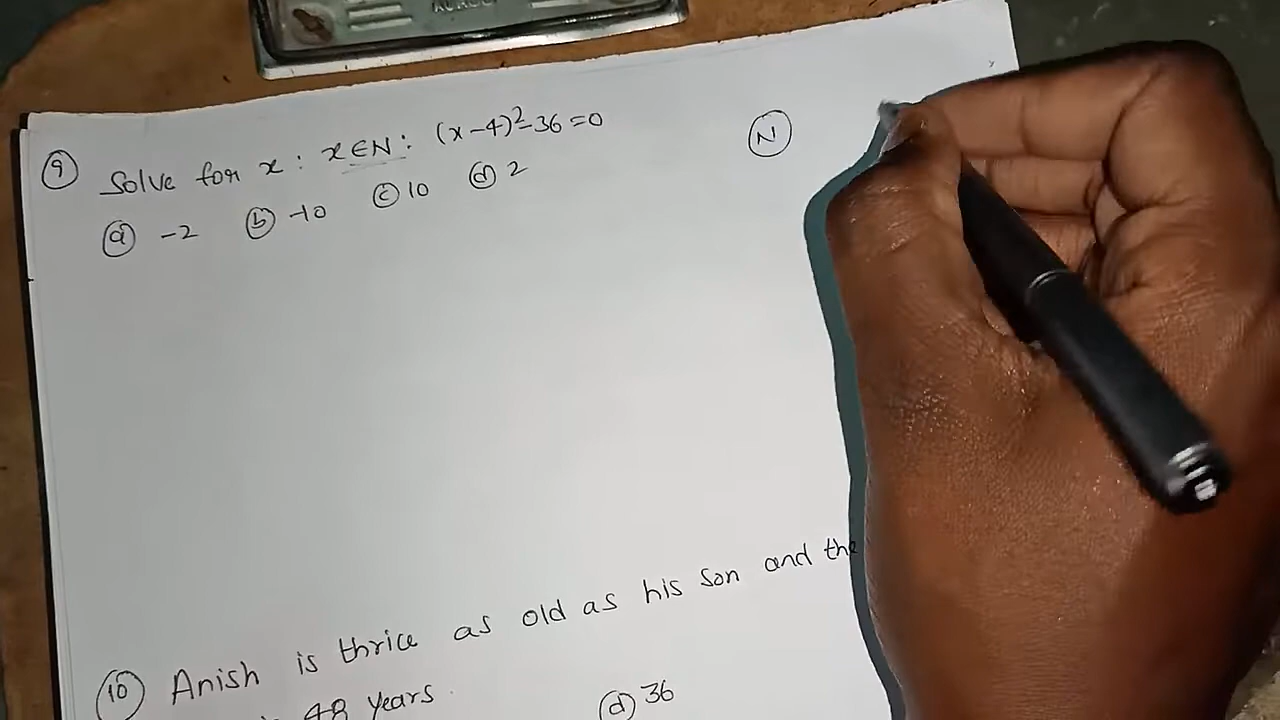 9 Solve for x : x ∈ N : (x-4)²-36=0
N
a -2 b -10 c 10 d 2
10 Anish is thrice as old as his son and the
48 years.
d 36